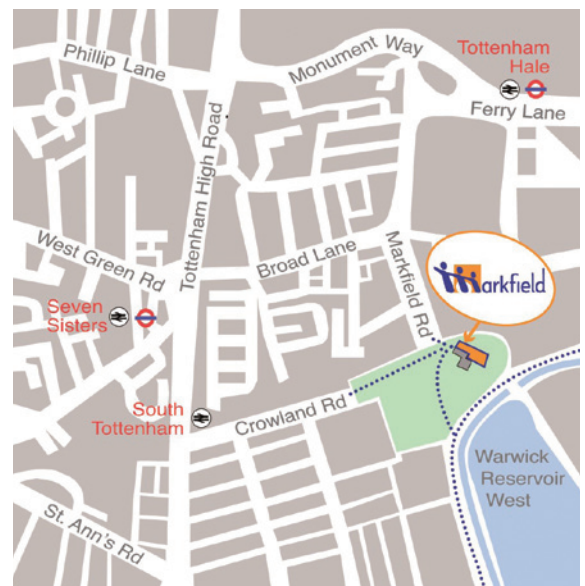 Phillip Lane
Monument Way
Tottenham
Hale
Ferry Lane
Tottenham High Road
West Green Rd
Broad Lane
Markfield Rd
Markfield
Seven
Sisters
South
Tottenham
Crowland Rd
Warwick
Reservoir
West
St. Ann's Rd